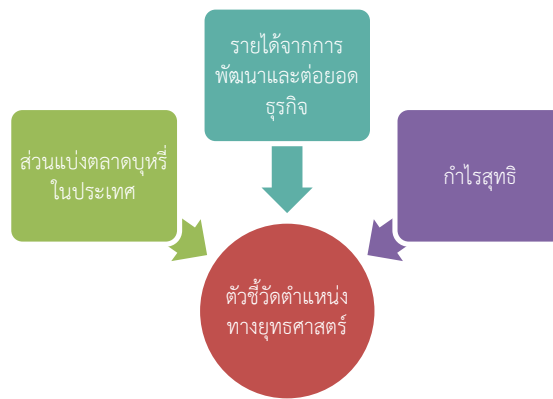 รายได้จากการ
พัฒนาและต่อยอด
ธุรกิจ
ส่วนแบ่งตลาดบุหรี่
ในประเทศ
กำไรสุทธิ
ตัวชี้วัดตำแหน่ง
ทางยุทธศาสตร์